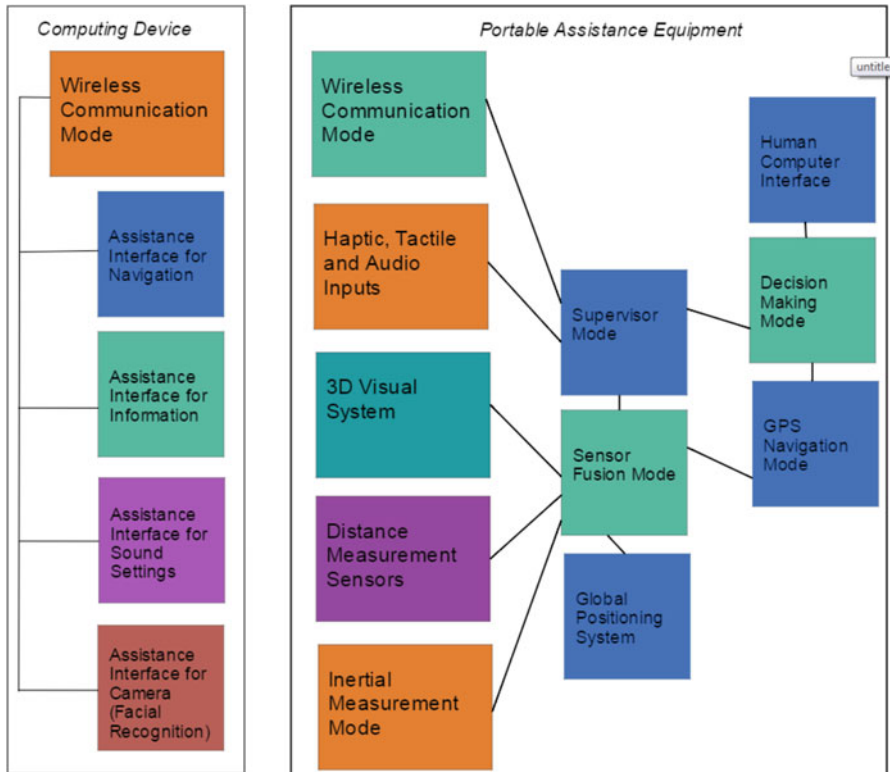 Computing Device
Wireless
Communication
Mode
Assistance
Interface for
Navigation
Assistance
Interface for
Information
Assistance
Interface for
Sound
Settings
Assistance
Interface for
Camera
(Facial
Recognition)
Portable Assistance Equipment
untitle
Wireless
Communication
Mode
Haptic, Tactile
and Audio
Inputs
3D Visual
System
Distance
Measurement
Sensors
Inertial
Measurement
Mode
Supervisor
Mode
Sensor
Fusion Mode
Global
Positioning
System
Human
Computer
Interface
Decision
Making
Mode
GPS
Navigation
Mode